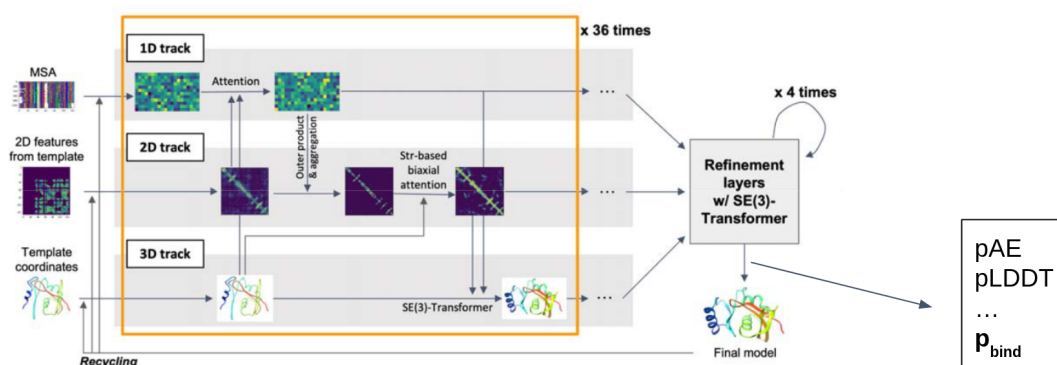 x 36 times
1D track
MSA
Attention
Outer product
& aggregation
2D features
from template
2D track
Str-based
biaxial
attention
x 4 times
Refinement
layers
w/ SE(3)-
Transformer
Template
coordinates
3D track
SE(3)-Transformer
Final model
Recycling
pAE
pLDDT
...
p_bind